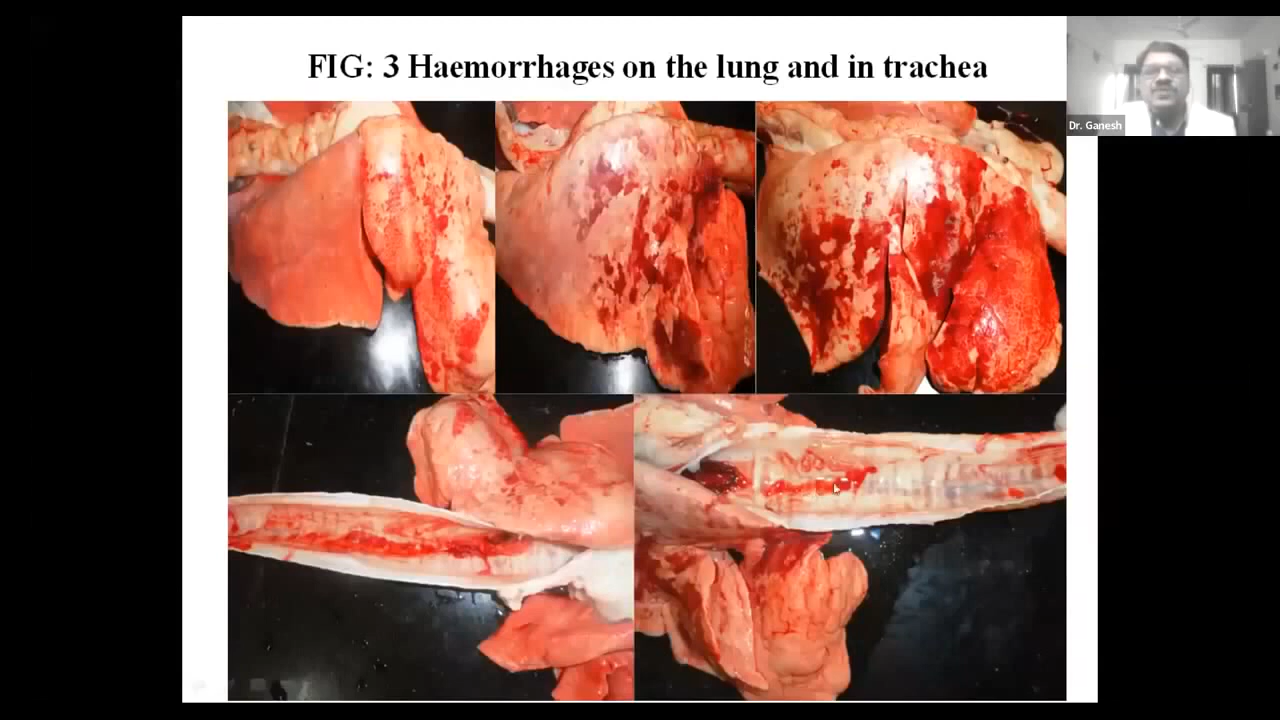 FIG: 3 Haemorrhages on the lung and in trachea
Dr. Ganesh